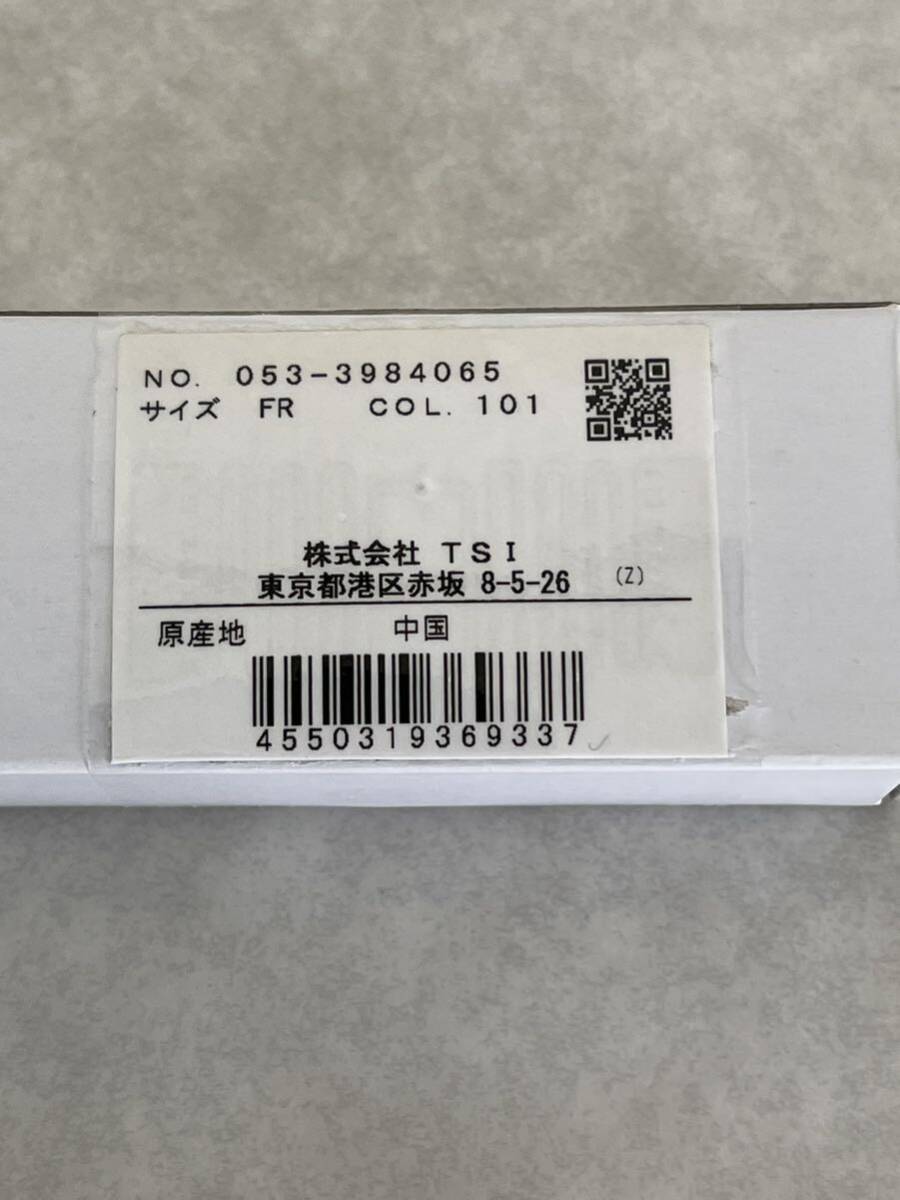 NO. 053-3984065
サイズ FR COL. 101
株式会社 TSI
東京都港区赤坂 8-5-26 (Z)
原産地 中国
4550319369337